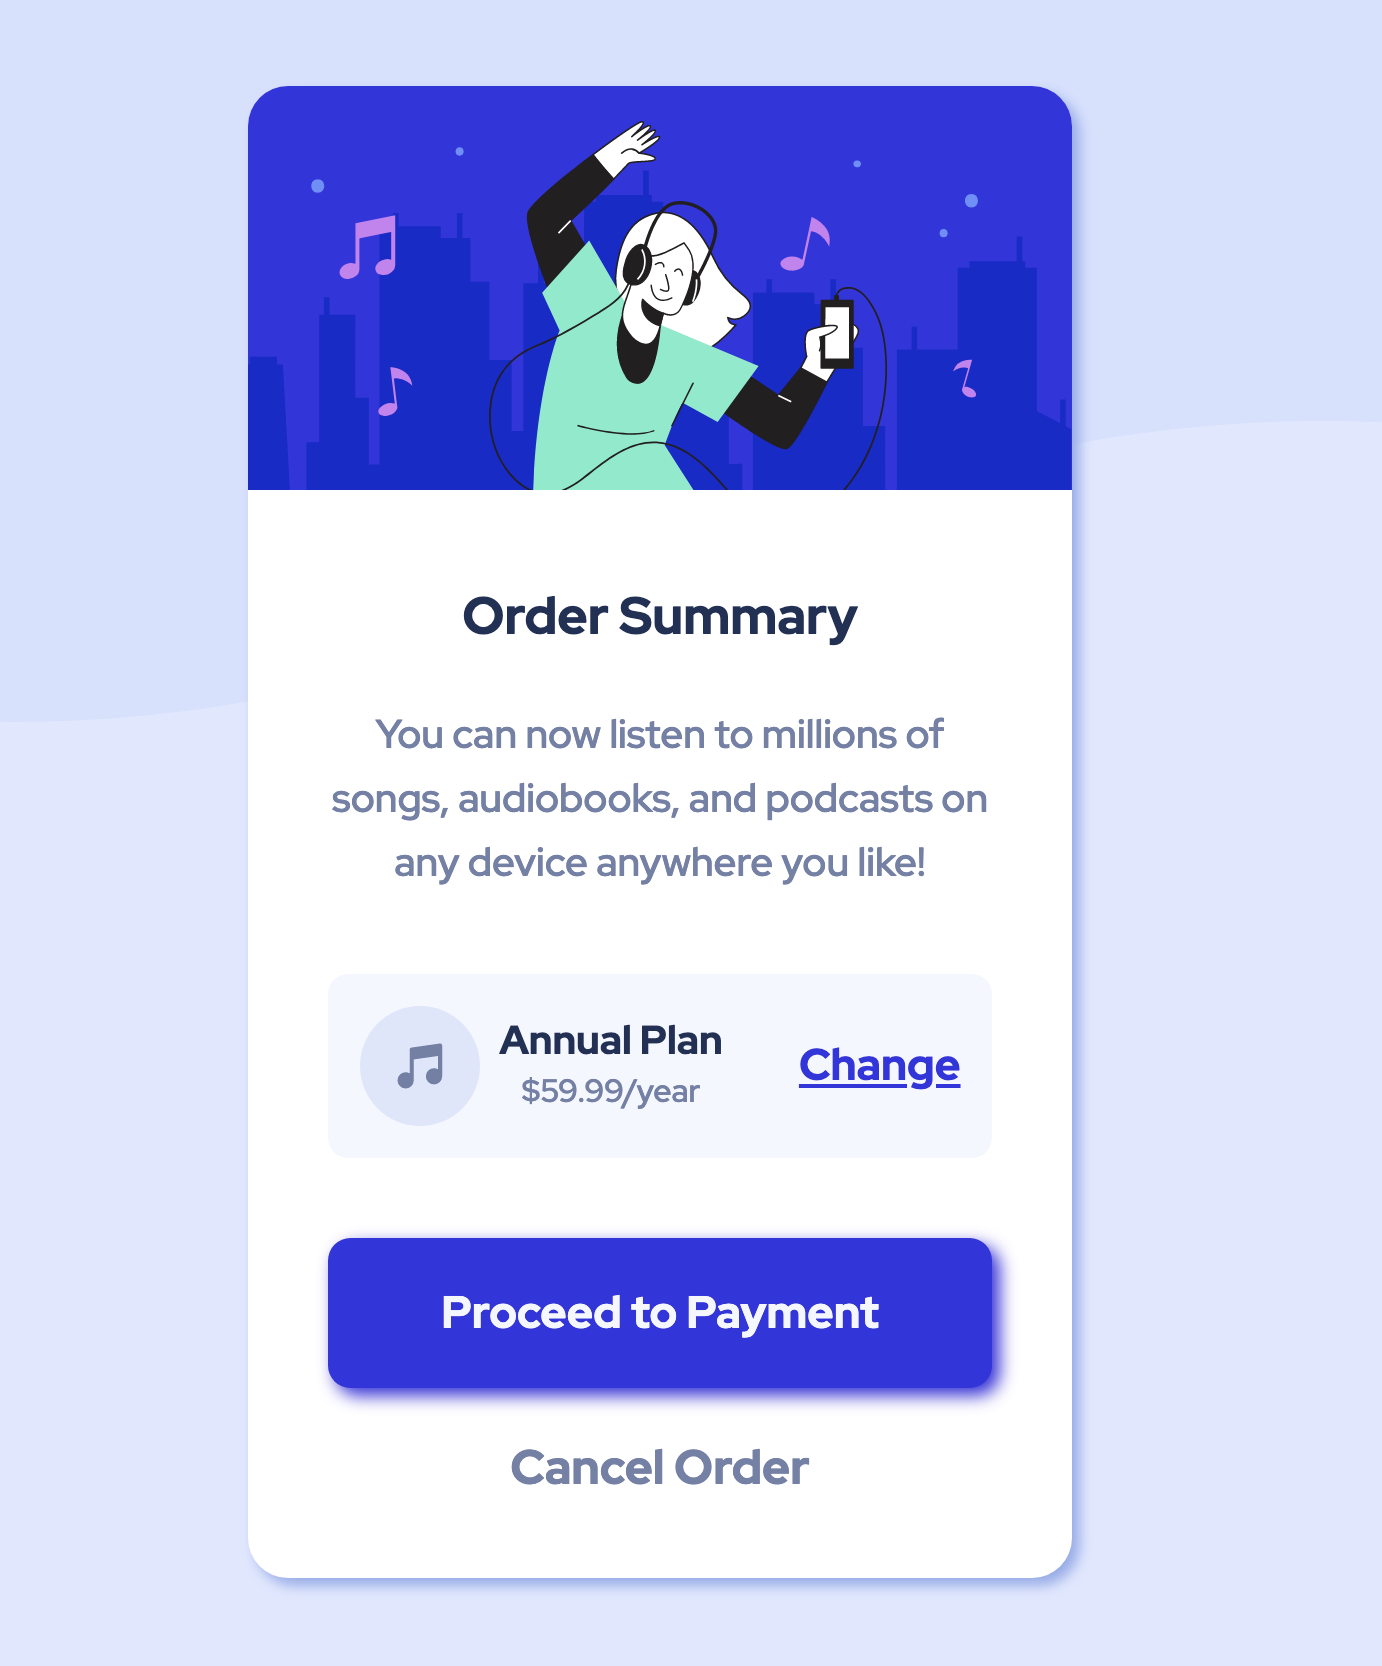 Order Summary
You can now listen to millions of
songs, audiobooks, and podcasts on
any device anywhere you like!
Annual Plan
$59.99/year
Change
Proceed to Payment
Cancel Order